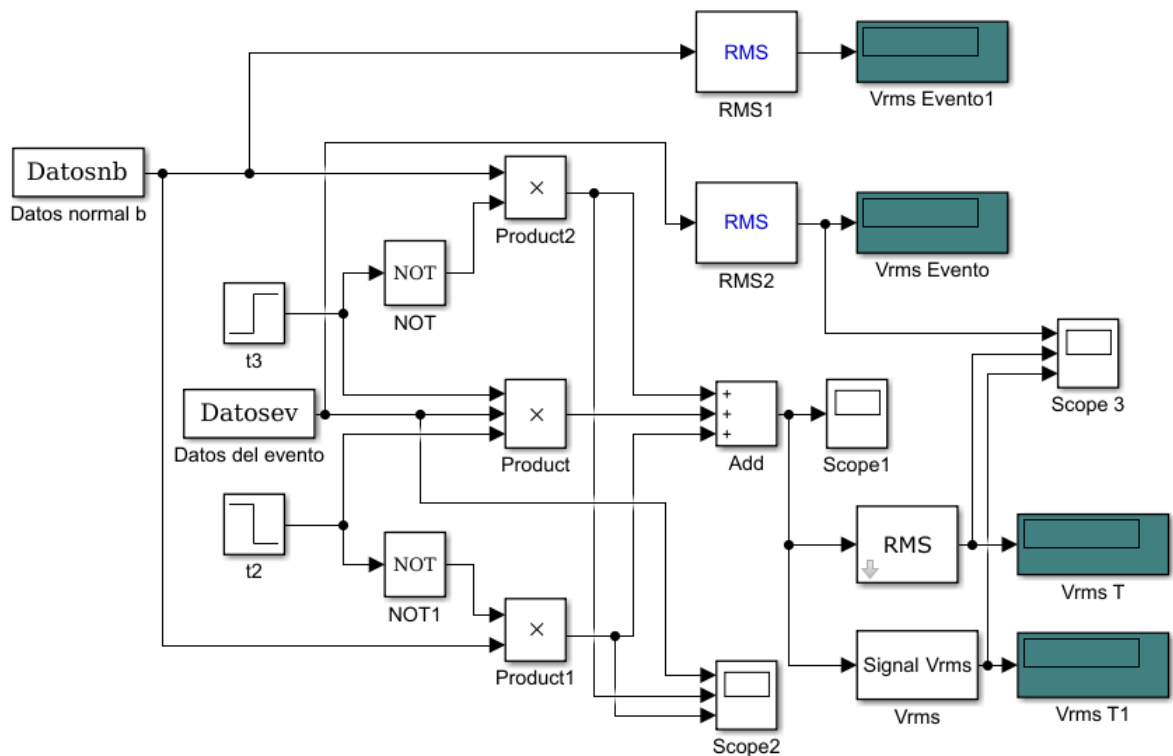 RMS
RMS1
Vrms Evento1
Datosnb
Datos normal b
×
Product2
RMS
RMS2
Vrms Evento
NOT
NOT
t3
Scope 3
Datosev
Datos del evento
×
Product
+
+
+
Add
Scope1
t2
NOT
NOT1
RMS
Vrms T
×
Product1
Signal Vrms
Vrms
Vrms T1
Scope2